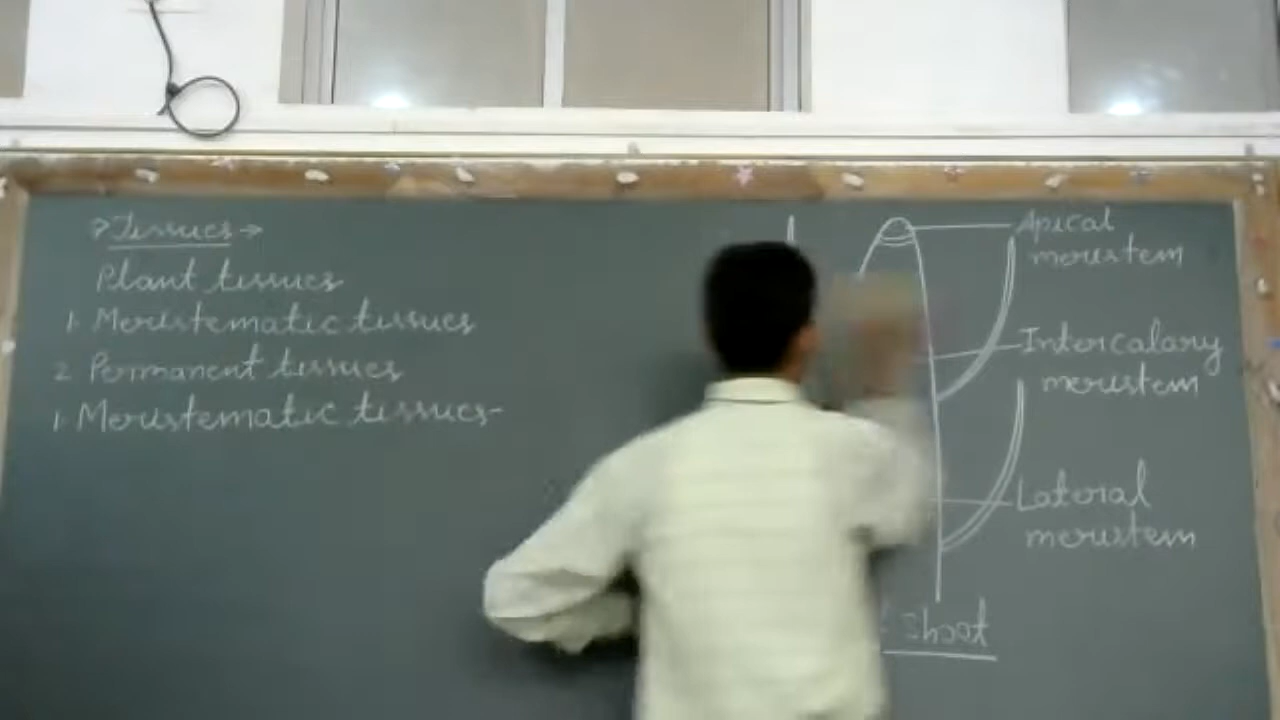 Tissues →
Plant tissues
1. Meristematic tissues
2 Permanent tissues
1. Meristematic tissues-
Apical
meristem
Intercalary
meristem
Lateral
meristem
Shoot